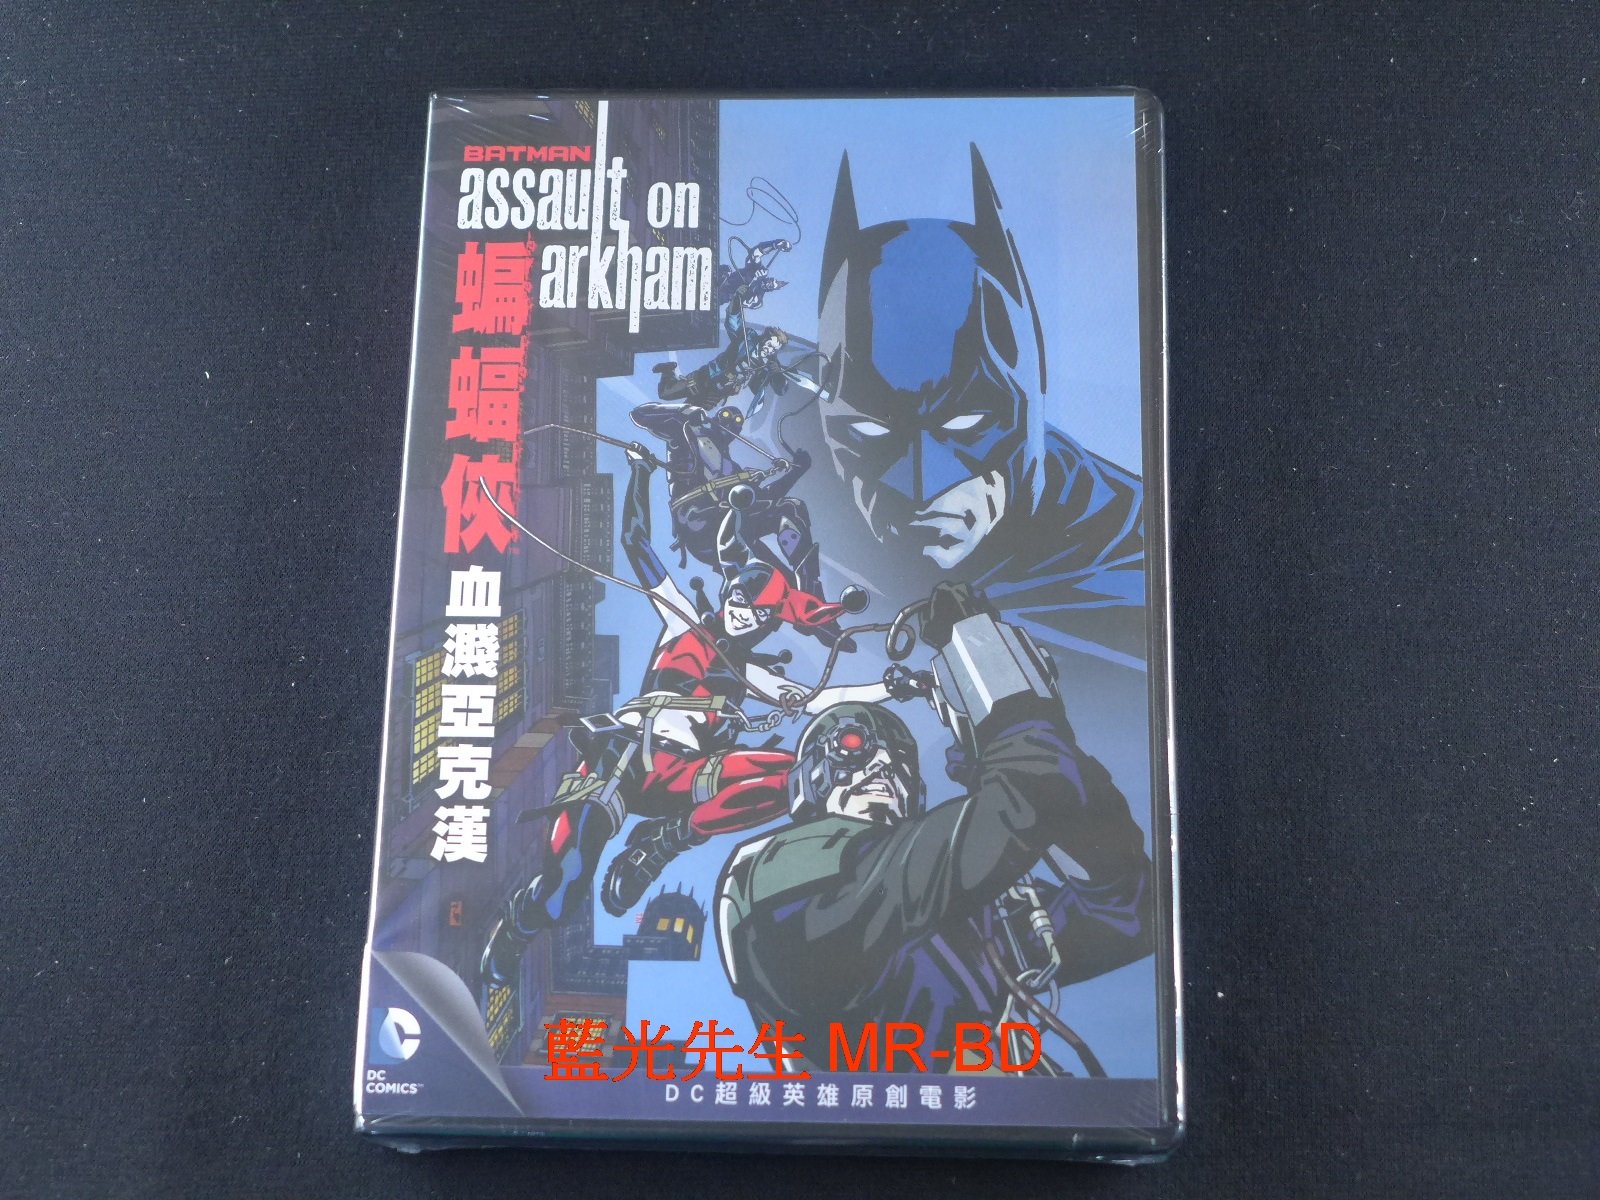 BATMAN
assault on
arkham
蝙蝠俠
血濺亞克漢
DC
COMICS™
藍光先生 MR-BD
DC超級英雄原創電影